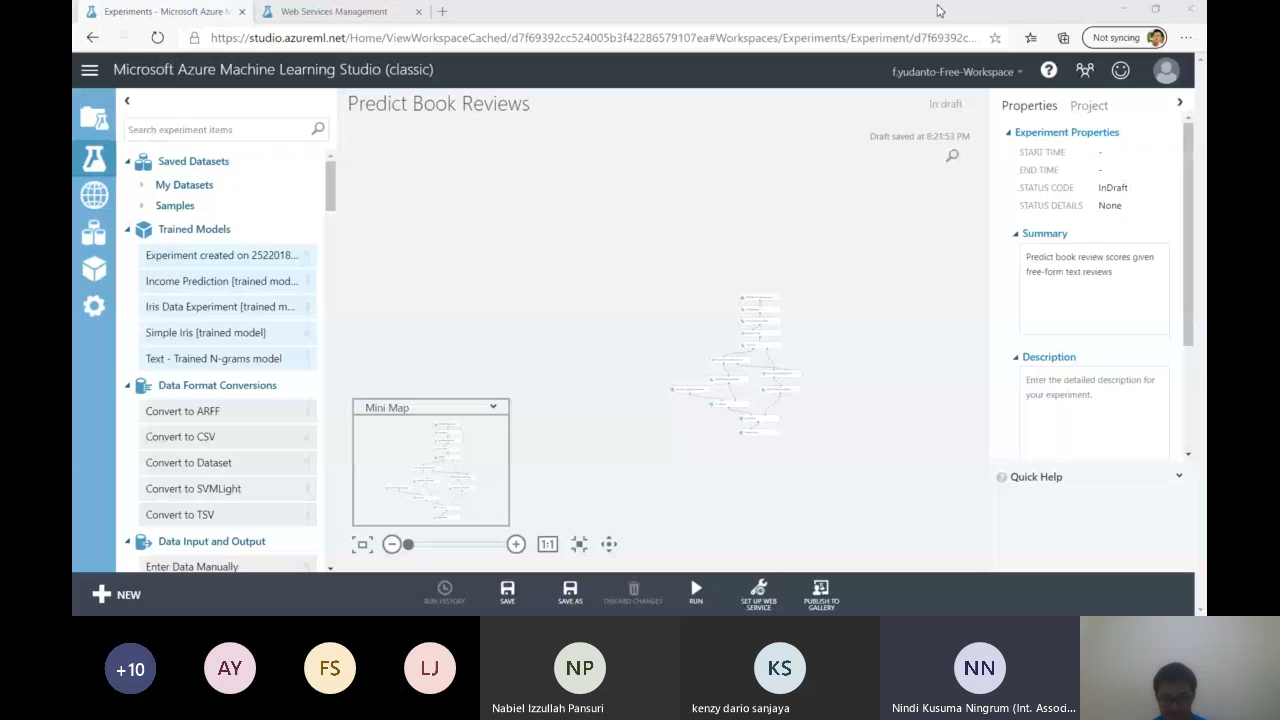 Experiments - Microsoft Azure M
Web Services Management
https://studio.azureml.net/Home/ViewWorkspaceCached/d7f69392cc524005b3f42286579107ea#Workspaces/Experiments/Experiment/d7f69392c...
Not syncing
Microsoft Azure Machine Learning Studio (classic)
f.yudanto-Free-Workspace
Search experiment items
Saved Datasets
My Datasets
Samples
Trained Models
Experiment created on 2522018...
Income Prediction [trained mod...
Iris Data Experiment [trained m...
Simple Iris [trained model]
Text - Trained N-grams model
Data Format Conversions
Convert to ARFF
Convert to CSV
Convert to Dataset
Convert to SVMLight
Convert to TSV
Data Input and Output
Enter Data Manually
Predict Book Reviews
In draft
Draft saved at 8:21:53 PM
Mini Map
1:1
Properties Project
Experiment Properties
START TIME -
END TIME -
STATUS CODE InDraft
STATUS DETAILS None
Summary
Predict book review scores given
free-form text reviews
Description
Enter the detailed description for
your experiment.
Quick Help
NEW
RUN HISTORY
SAVE
SAVE AS
DISCARD CHANGES
RUN
SET UP WEB
SERVICE
PUBLISH TO
GALLERY
+10
AY
FS
LJ
NP
Nabiel Izzullah Pansuri
KS
kenzy dario sanjaya
NN
Nindi Kusuma Ningrum (Int. Associ...